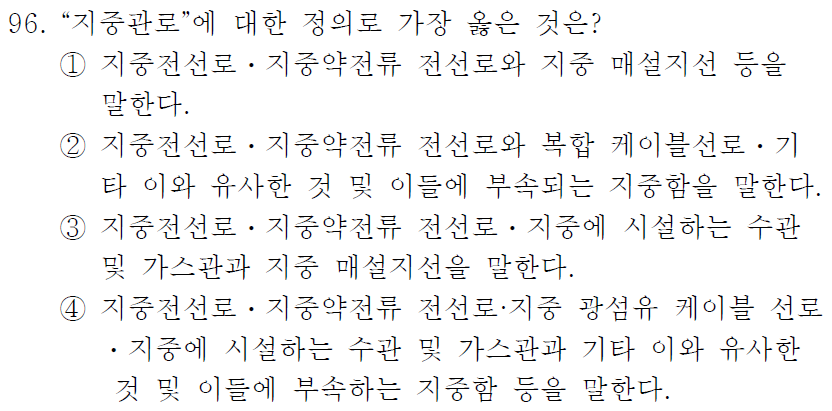 96. “지중관로”에 대한 정의로 가장 옳은 것은?
① 지중전선로・지중약전류 전선로와 지중 매설지선 등을
말한다.
② 지중전선로・지중약전류 전선로와 복합 케이블선로・기
타 이와 유사한 것 및 이들에 부속되는 지중함을 말한다.
③ 지중전선로・지중약전류 전선로・지중에 시설하는 수관
및 가스관과 지중 매설지선을 말한다.
④ 지중전선로・지중약전류 전선로·지중 광섬유 케이블 선로
・지중에 시설하는 수관 및 가스관과 기타 이와 유사한
것 및 이들에 부속하는 지중함 등을 말한다.